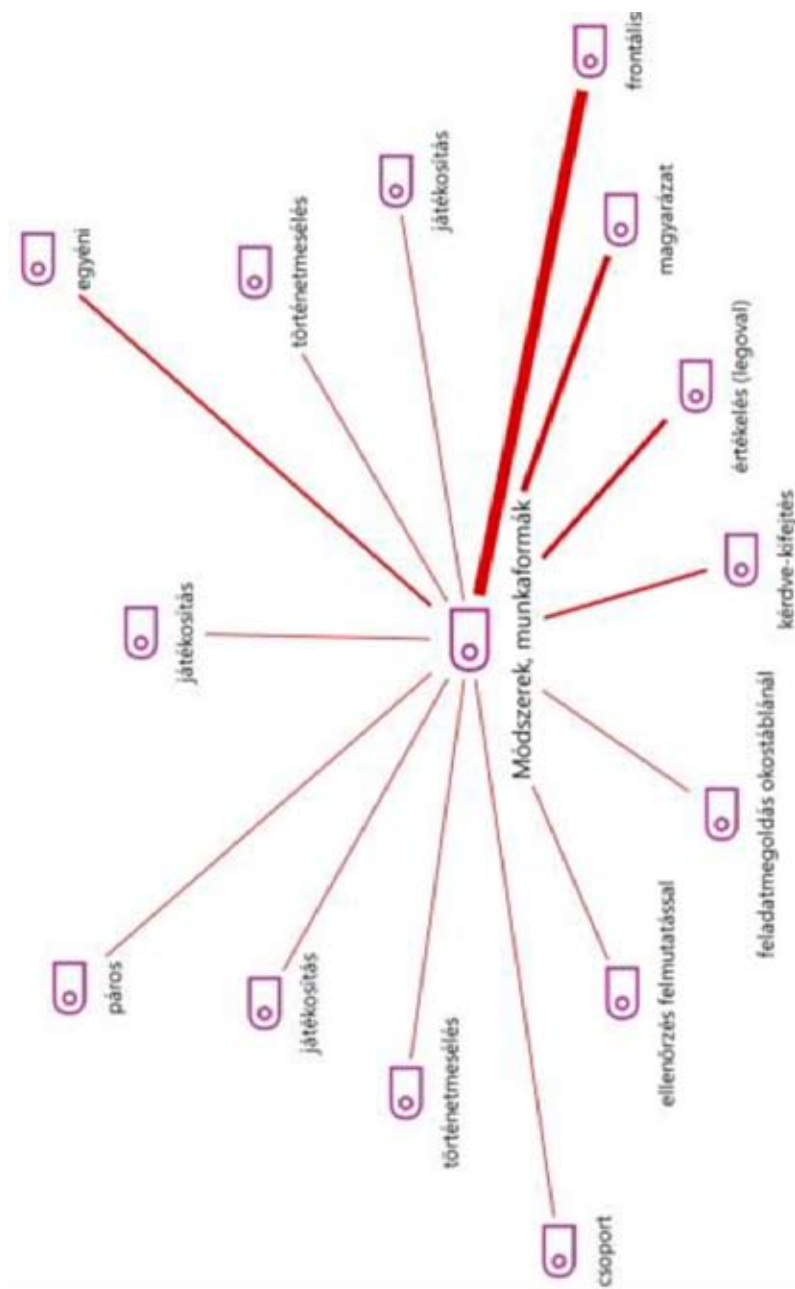 egyéni
páros
játékosítás
történetmesélés
játékosítás
játékosítás
történetmesélés
Módszerek, munkaformák
csoport
frontális
ellenőrzés felmutatással
magyarázat
értékelés (legoval)
feladatmegoldás okostáblánál
kérdve-kifejtés